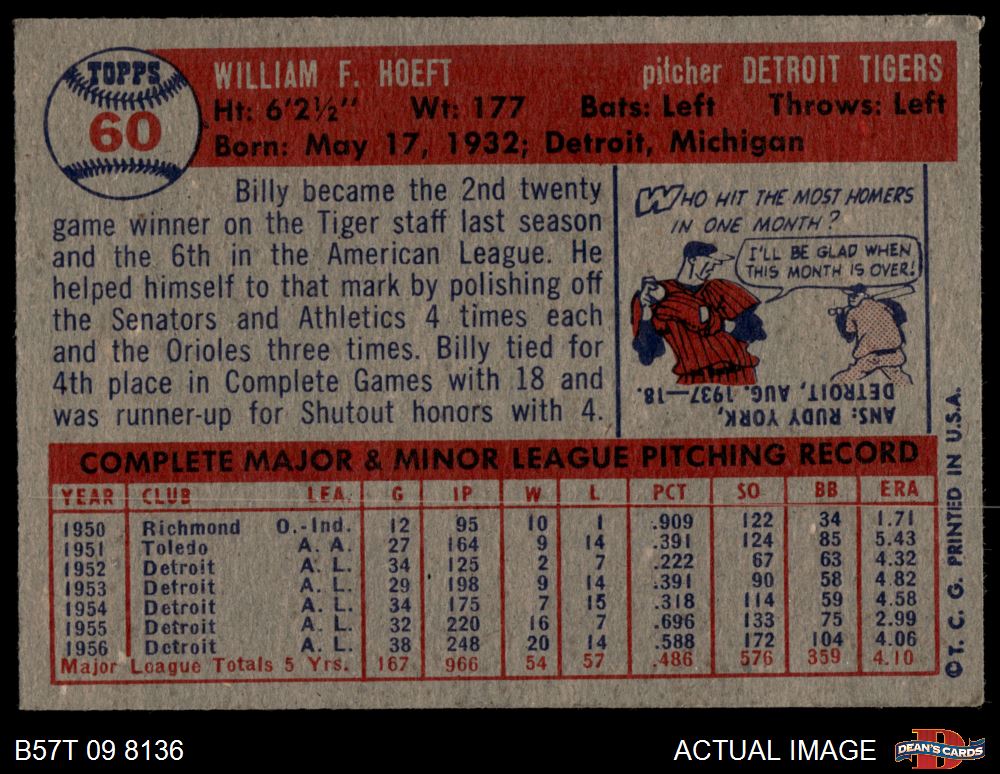 TOPPS
60
WILLIAM F. HOEFT pitcher DETROIT TIGERS
Ht: 6'2½" Wt: 177 Bats: Left Throws: Left
Born: May 17, 1932; Detroit, Michigan
Billy became the 2nd twenty
game winner on the Tiger staff last season
and the 6th in the American League. He
helped himself to that mark by polishing off
the Senators and Athletics 4 times each
and the Orioles three times. Billy tied for
4th place in Complete Games with 18 and
was runner-up for Shutout honors with 4.
WHO HIT THE MOST HOMERS
IN ONE MONTH?
I'LL BE GLAD WHEN
THIS MONTH IS OVER!
ANS: RUDY YORK,
DETROIT, AUG. 1937—18.
COMPLETE MAJOR & MINOR LEAGUE PITCHING RECORD
YEAR CLUB LEA. G IP W L PCT SO BB ERA
1950 Richmond O.-Ind. 12 95 10 1 .909 122 34 1.71
1951 Toledo A. A. 27 164 9 14 .391 124 85 5.43
1952 Detroit A. L. 34 125 2 7 .222 67 63 4.32
1953 Detroit A. L. 29 198 9 14 .391 90 58 4.82
1954 Detroit A. L. 34 175 7 15 .318 114 59 4.58
1955 Detroit A. L. 32 220 16 7 .696 133 75 2.99
1956 Detroit A. L. 38 248 20 14 .588 172 104 4.06
Major League Totals 5 Yrs. 167 966 54 57 .486 576 359 4.10
© T. C. G. PRINTED IN U.S.A.
B57T 09 8136
ACTUAL IMAGE
DEAN'S CARDS